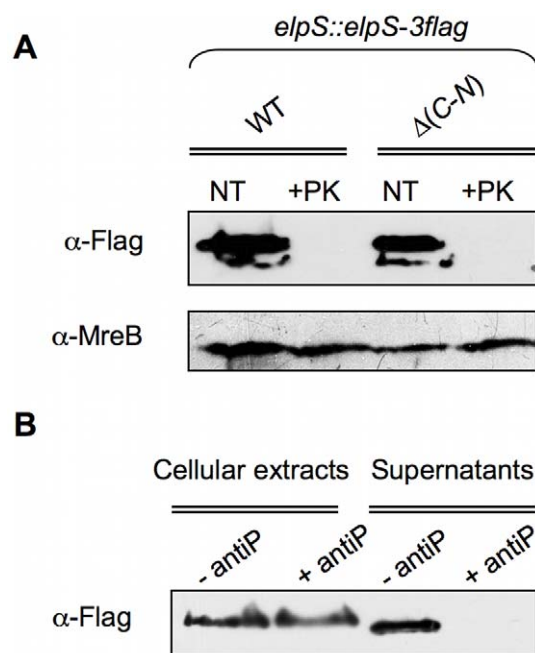 elpS::elpS-3flag
A
WT Δ(C-N)
NT +PK NT +PK
α-Flag
α-MreB
B
Cellular extracts Supernatants
- antiP + antiP - antiP + antiP
α-Flag